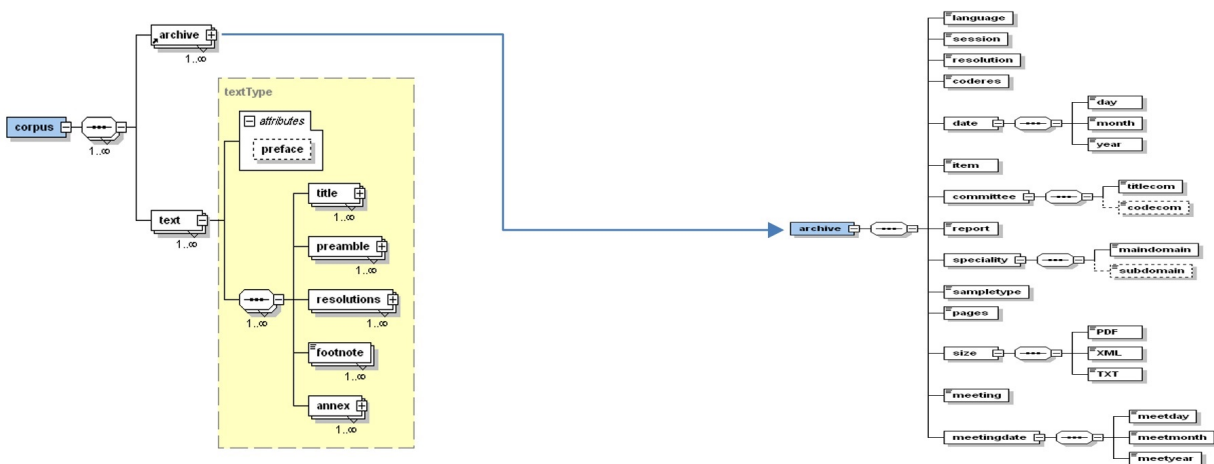 corpus
1..∞
archive
1..∞
text
1..∞
textType
attributes
preface
1..∞
title
1..∞
preamble
1..∞
resolutions
1..∞
footnote
1..∞
annex
1..∞
archive
language
session
resolution
coderes
date
day
month
year
item
committee
titlecom
codecom
report
speciality
maindomain
subdomain
sampletype
pages
size
PDF
XML
TXT
meeting
meetingdate
meetday
meetmonth
meetyear